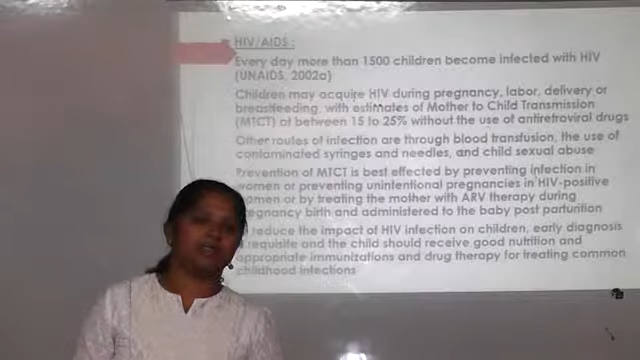 HIV/AIDS :
Every day more than 1500 children become infected with HIV
(UNAIDS, 2002a)
Children may acquire HIV during pregnancy, labor, delivery or
breastfeeding, with estimates of Mother to Child Transmission
(MTCT) of between 15 to 25% without the use of antiretroviral drugs
Other routes of infection are through blood transfusion, the use of
contaminated syringes and needles, and child sexual abuse
Prevention of MTCT is best effected by preventing infection in
women or preventing unintentional pregnancies in HIV-positive
omen or by treating the mother with ARV therapy during
egnancy birth and administered to the baby post parturition
reduce the impact of HIV infection on children, early diagnosis
requisite and the child should receive good nutrition and
appropriate immunizations and drug therapy for treating common
childhood infections